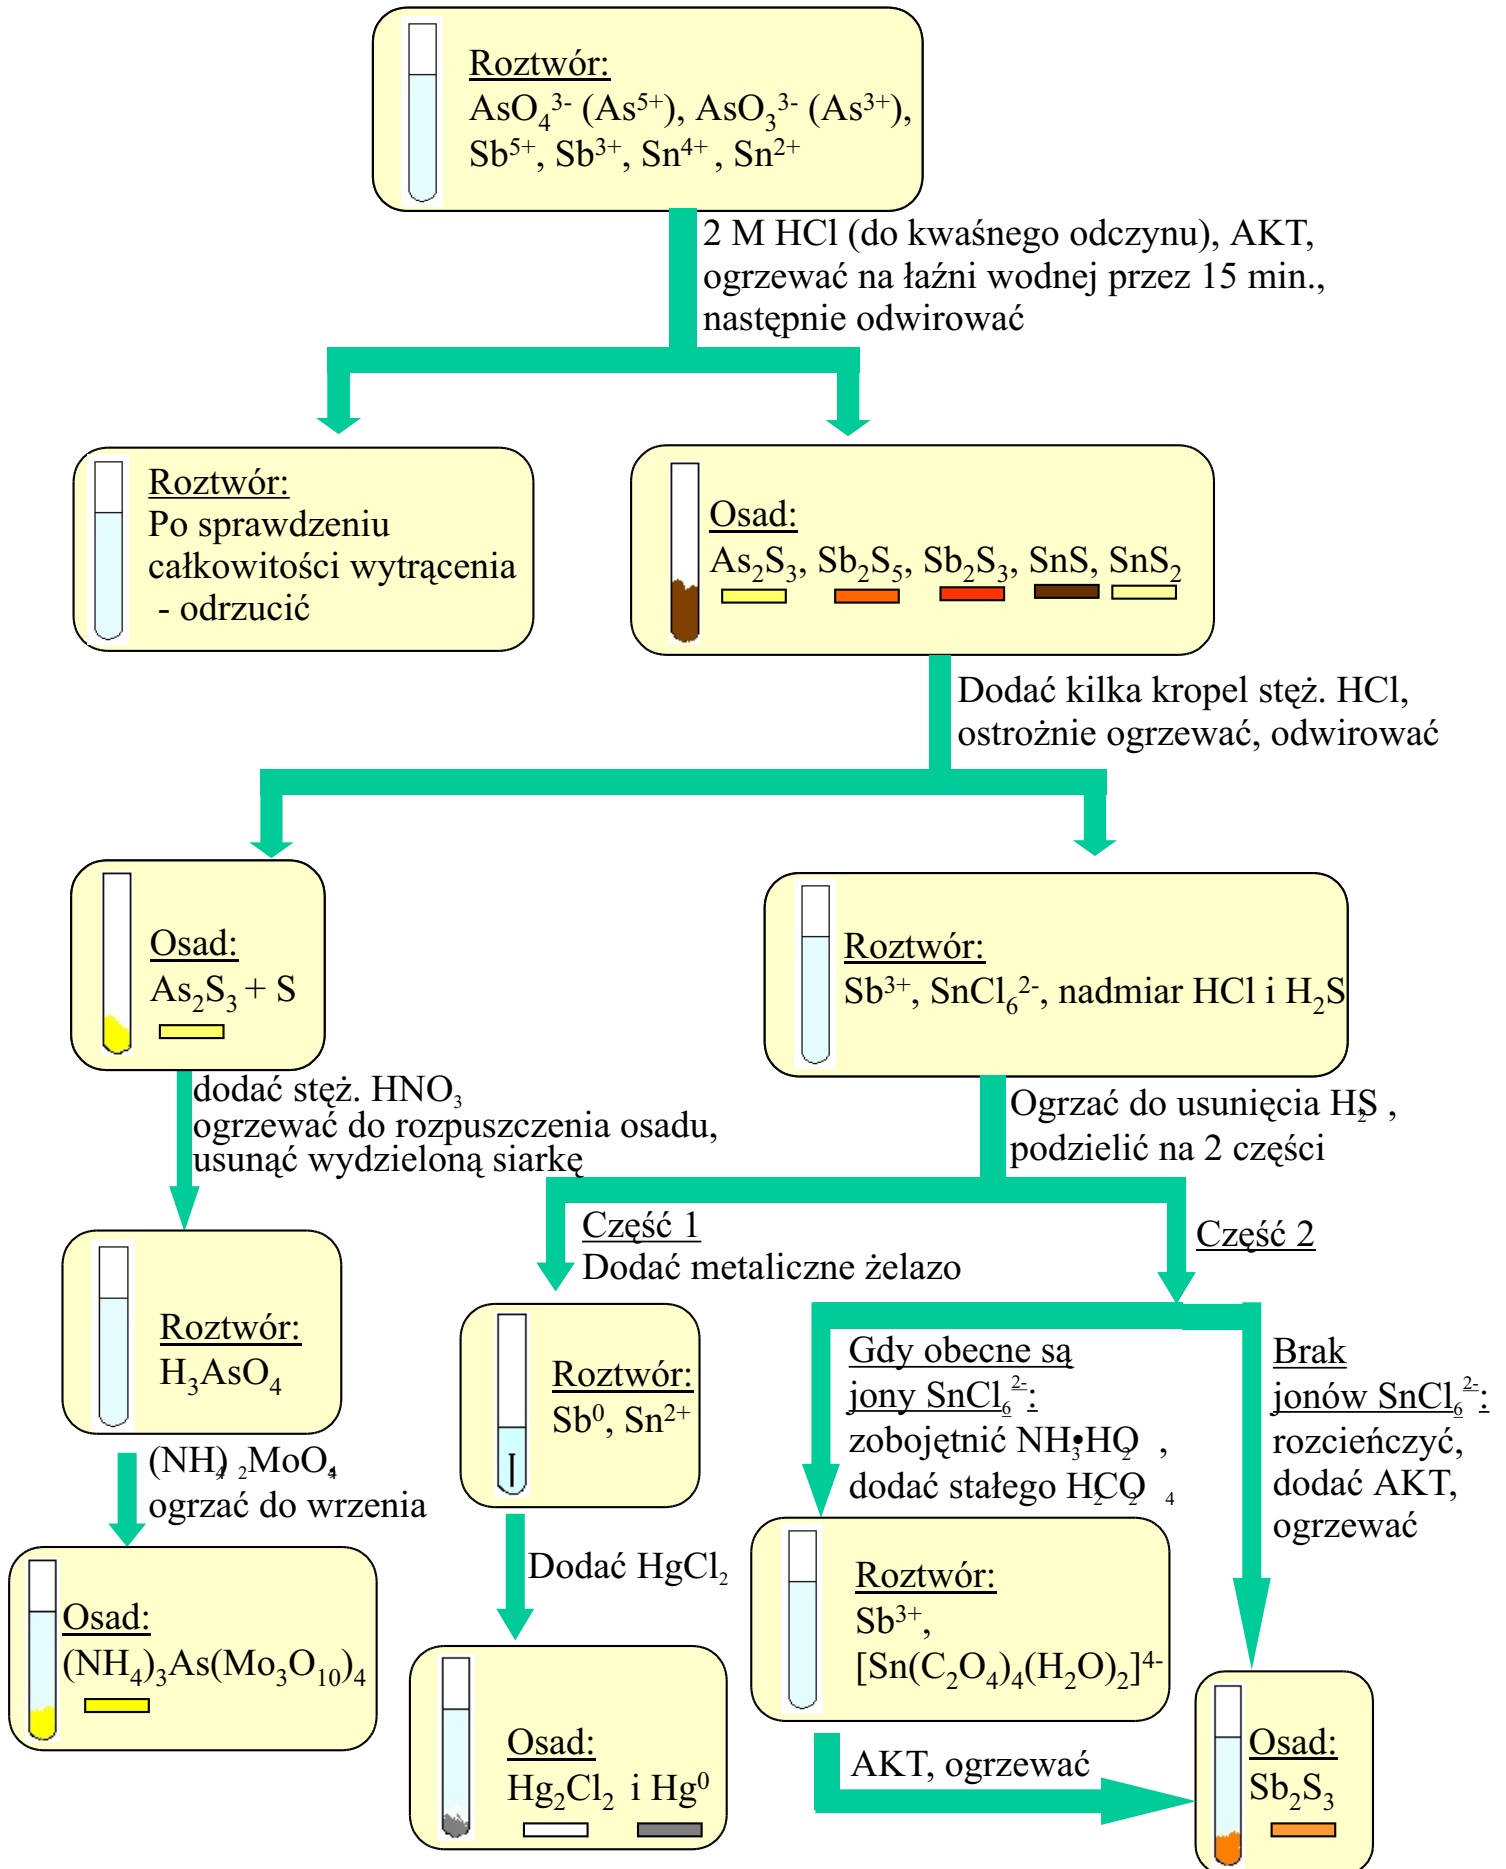 Roztwór:
AsO₄³⁻ (As⁵⁺), AsO₃³⁻ (As³⁺),
Sb⁵⁺, Sb³⁺, Sn⁴⁺ , Sn²⁺
2 M HCl (do kwaśnego odczynu), AKT,
ogrzewać na łaźni wodnej przez 15 min.,
następnie odwirować
Roztwór:
Po sprawdzeniu
całkowitości wytrącenia
- odrzucić
Osad:
As₂S₃, Sb₂S₅, Sb₂S₃, SnS, SnS₂
Dodać kilka kropel stęż. HCl,
ostrożnie ogrzewać, odwirować
Osad:
As₂S₃ + S
Roztwór:
Sb³⁺, SnCl₆²⁻, nadmiar HCl i H₂S
dodać stęż. HNO₃
ogrzewać do rozpuszczenia osadu,
usunąć wydzieloną siarkę
Ogrzać do usunięcia H₂S ,
podzielić na 2 części
Część 1
Dodać metaliczne żelazo
Część 2
Roztwór:
H₃AsO₄
Roztwór:
Sb⁰, Sn²⁺
Gdy obecne są
jony SnCl₆²⁻:
zobojętnić NH₃•H₂O ,
dodać stałego H₂C₂O₄
Brak
jonów SnCl₆²⁻:
rozcieńczyć,
dodać AKT,
ogrzewać
(NH₄)₂MoO₄
ogrzać do wrzenia
Dodać HgCl₂
Osad:
(NH₄)₃As(Mo₃O₁₀)₄
Roztwór:
Sb³⁺,
[Sn(C₂O₄)₄(H₂O)₂]⁴⁻
Osad:
Hg₂Cl₂ i Hg⁰
AKT, ogrzewać
Osad:
Sb₂S₃